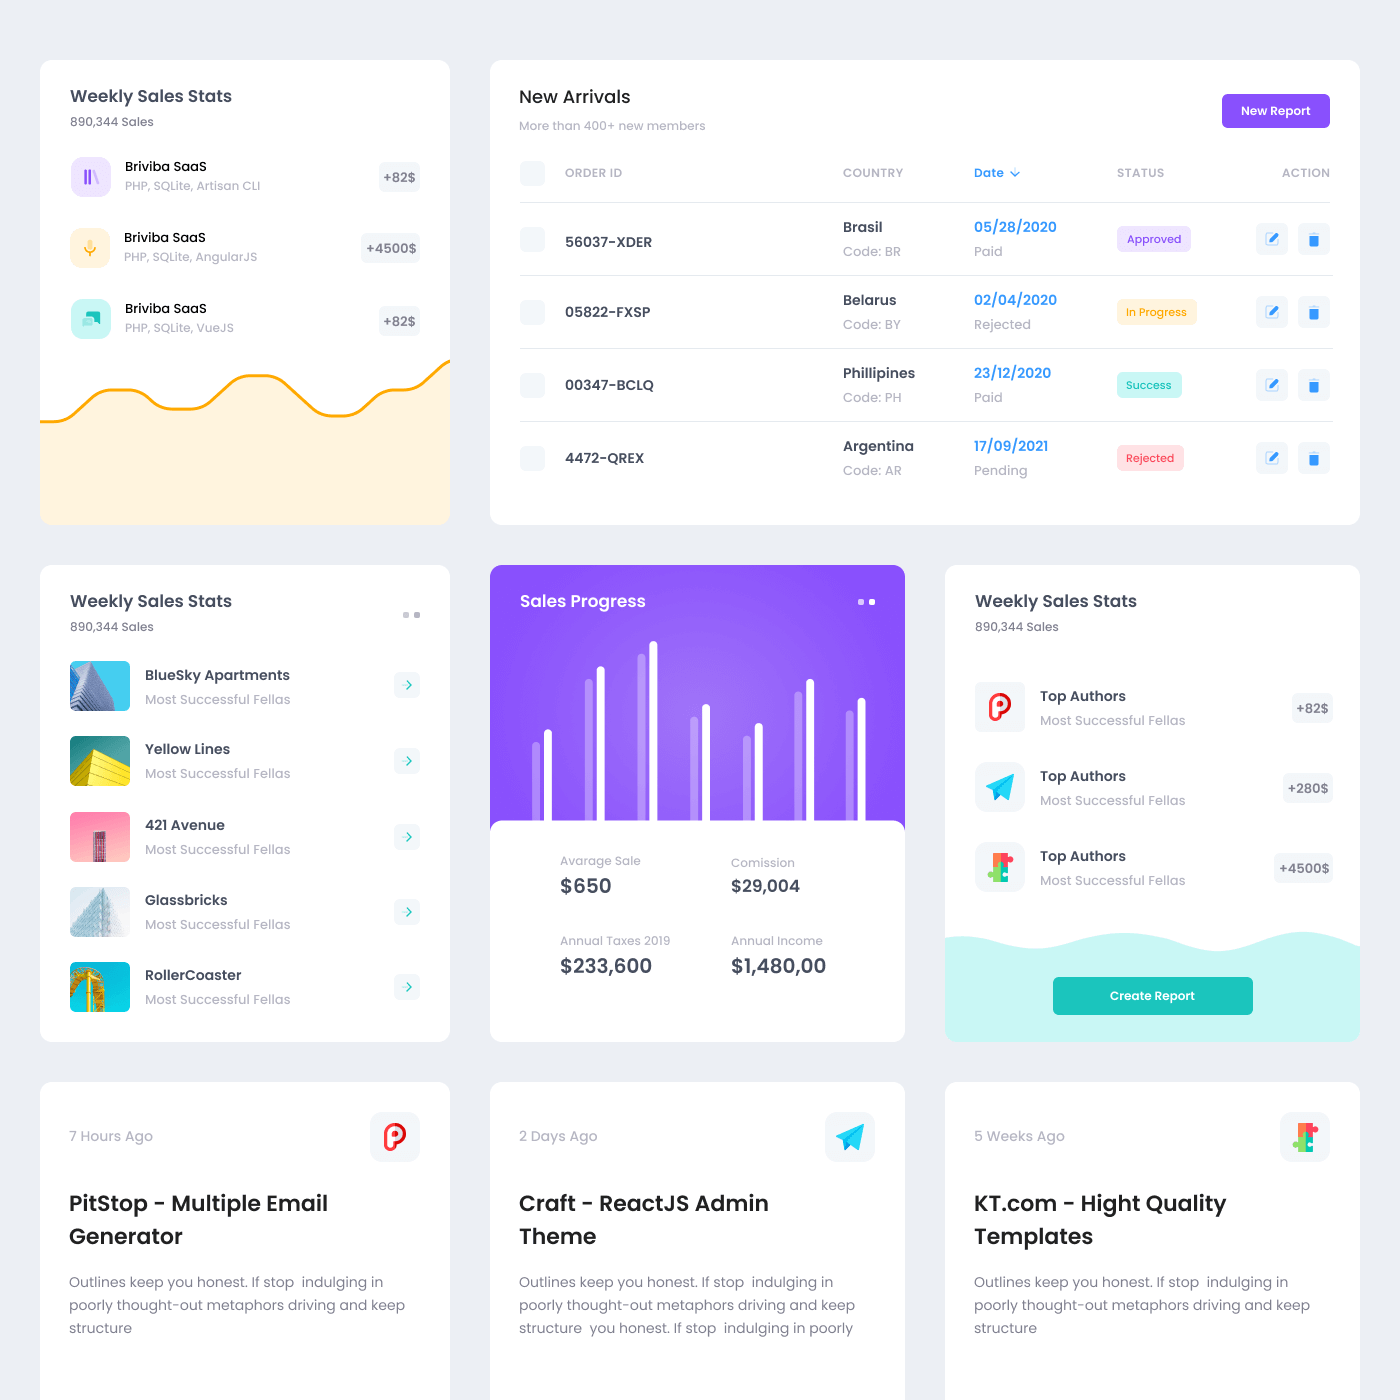 Weekly Sales Stats
890,344 Sales
Briviba SaaS
PHP, SQLite, Artisan CLI
+82$
Briviba SaaS
PHP, SQLite, AngularJS
+4500$
Briviba SaaS
PHP, SQLite, VueJS
+82$
New Arrivals
More than 400+ new members
New Report
ORDER ID COUNTRY Date STATUS ACTION
56037-XDER Brasil 05/28/2020 Approved
Code: BR Paid
05822-FXSP Belarus 02/04/2020 In Progress
Code: BY Rejected
00347-BCLQ Phillipines 23/12/2020 Success
Code: PH Paid
4472-QREX Argentina 17/09/2021 Rejected
Code: AR Pending
Weekly Sales Stats
890,344 Sales
BlueSky Apartments
Most Successful Fellas
Yellow Lines
Most Successful Fellas
421 Avenue
Most Successful Fellas
Glassbricks
Most Successful Fellas
RollerCoaster
Most Successful Fellas
Sales Progress
Avarage Sale Comission
$650 $29,004
Annual Taxes 2019 Annual Income
$233,600 $1,480,00
Weekly Sales Stats
890,344 Sales
Top Authors
Most Successful Fellas
+82$
Top Authors
Most Successful Fellas
+280$
Top Authors
Most Successful Fellas
+4500$
Create Report
7 Hours Ago
PitStop - Multiple Email
Generator
Outlines keep you honest. If stop indulging in
poorly thought-out metaphors driving and keep
structure
2 Days Ago
Craft - ReactJS Admin
Theme
Outlines keep you honest. If stop indulging in
poorly thought-out metaphors driving and keep
structure you honest. If stop indulging in poorly
5 Weeks Ago
KT.com - Hight Quality
Templates
Outlines keep you honest. If stop indulging in
poorly thought-out metaphors driving and keep
structure